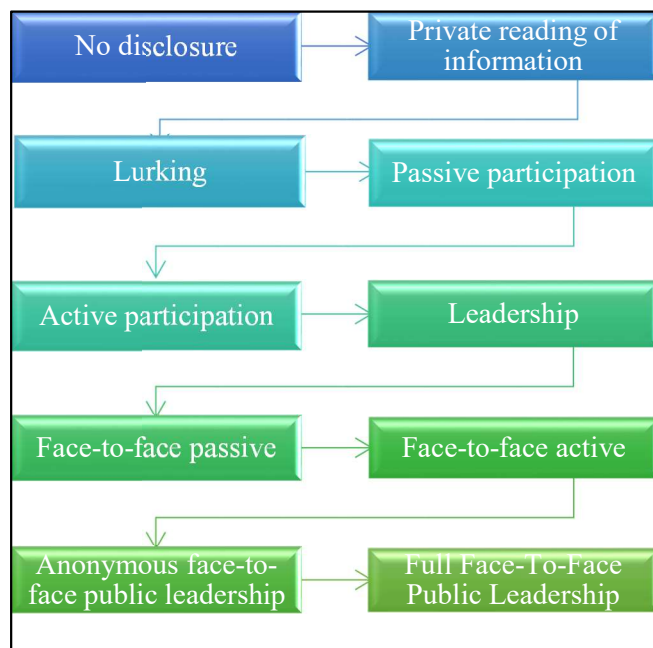 No disclosure
Private reading of
information
Lurking
Passive participation
Active participation
Leadership
Face-to-face passive
Face-to-face active
Anonymous face-to-
face public leadership
Full Face-To-Face
Public Leadership